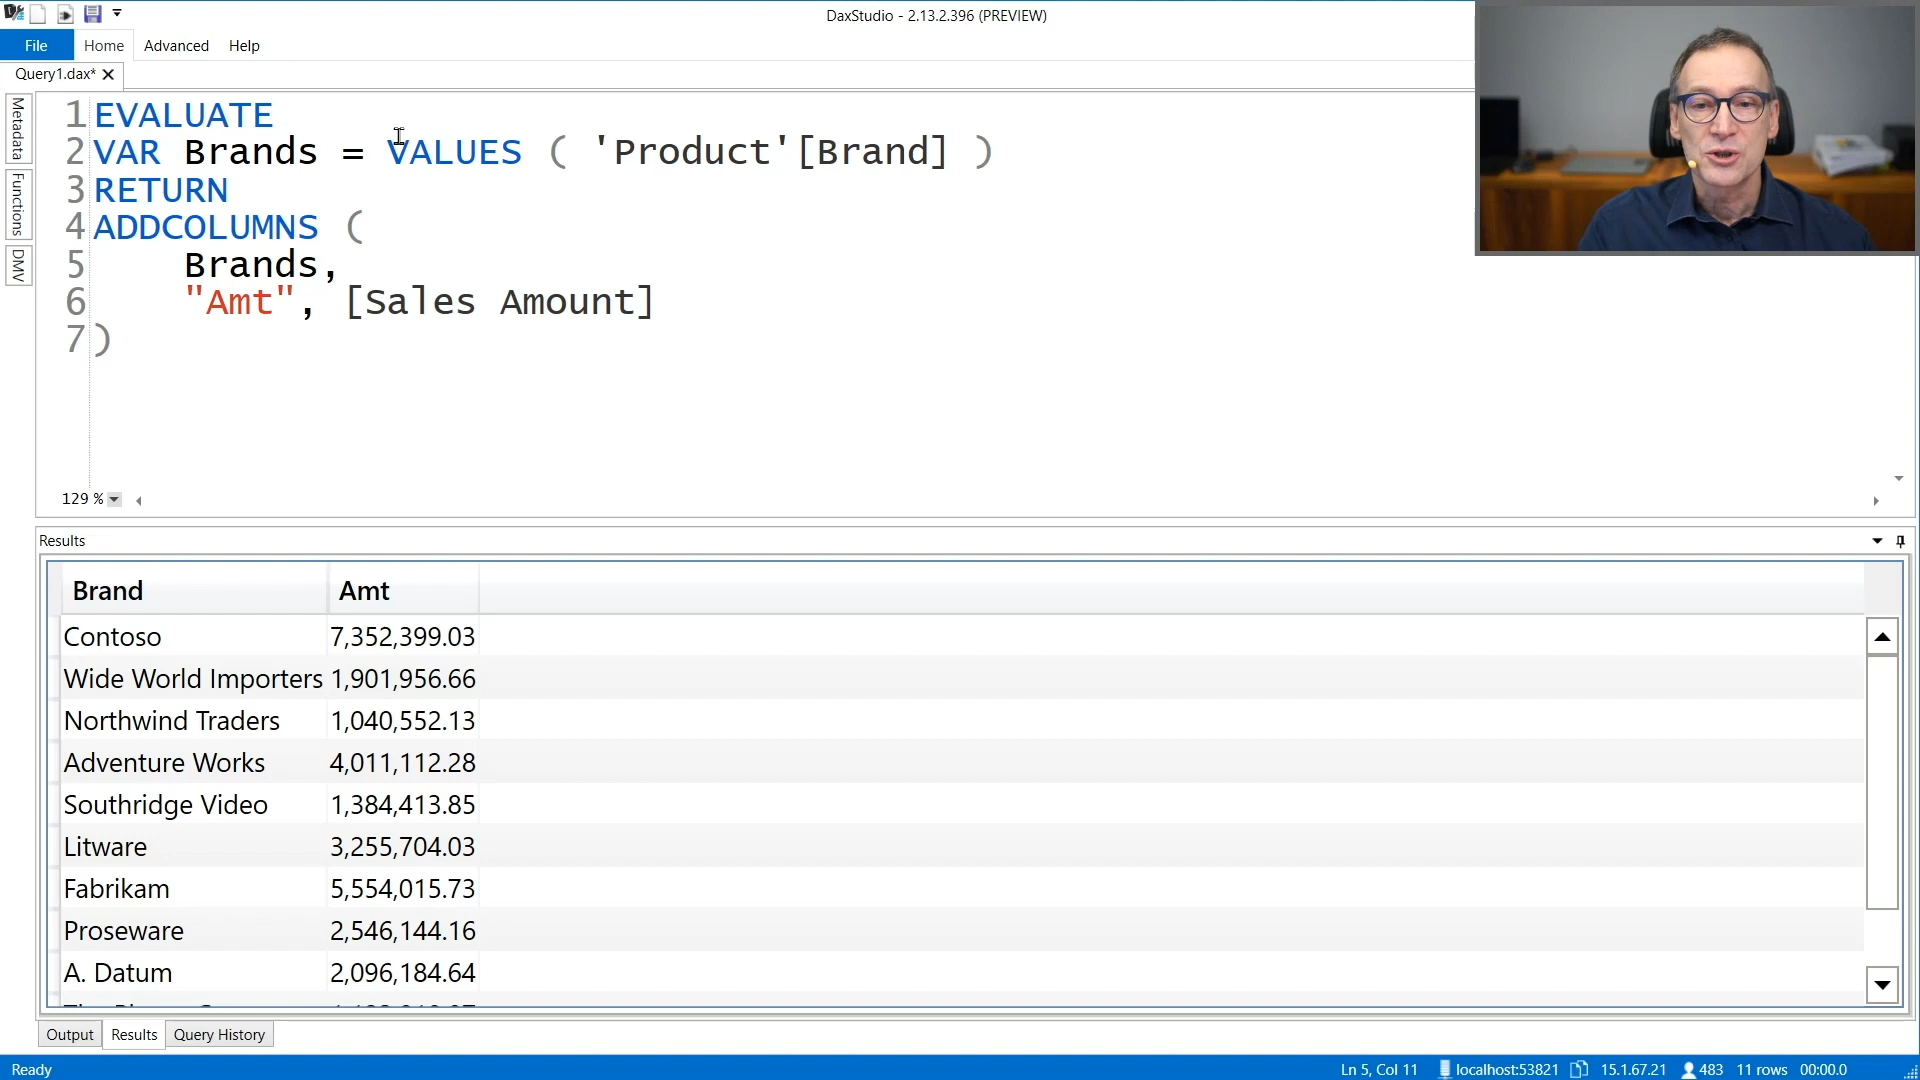 DaxStudio - 2.13.2.396 (PREVIEW)
File Home Advanced Help
Query1.dax*
Metadata
Functions
DMV
1 EVALUATE
2 VAR Brands = VALUES ( 'Product'[Brand] )
3 RETURN
4 ADDCOLUMNS (
5 Brands,
6 "Amt", [Sales Amount]
7 )
129 %
Results
Brand Amt
Contoso 7,352,399.03
Wide World Importers 1,901,956.66
Northwind Traders 1,040,552.13
Adventure Works 4,011,112.28
Southridge Video 1,384,413.85
Litware 3,255,704.03
Fabrikam 5,554,015.73
Proseware 2,546,144.16
A. Datum 2,096,184.64
Output Results Query History
Ready Ln 5, Col 11 localhost:53821 15.1.67.21 483 11 rows 00:00.0